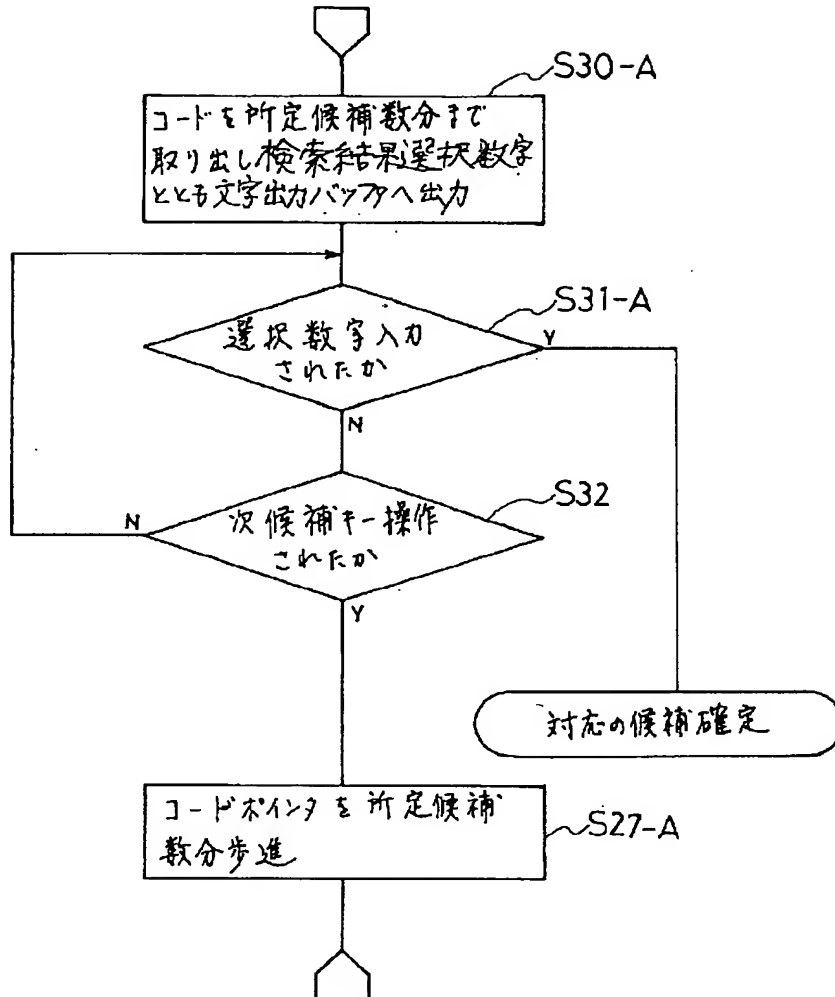 S30-A
コードを所定候補数分まで
取り出し検索結果選択数字
ととも文字出力バッファへ出力
S31-A
選択数字入力
されたか
Y
N
S32
次候補キー操作
されたか
N
Y
対応の候補確定
コードポインタを所定候補
数分歩進
S27-A